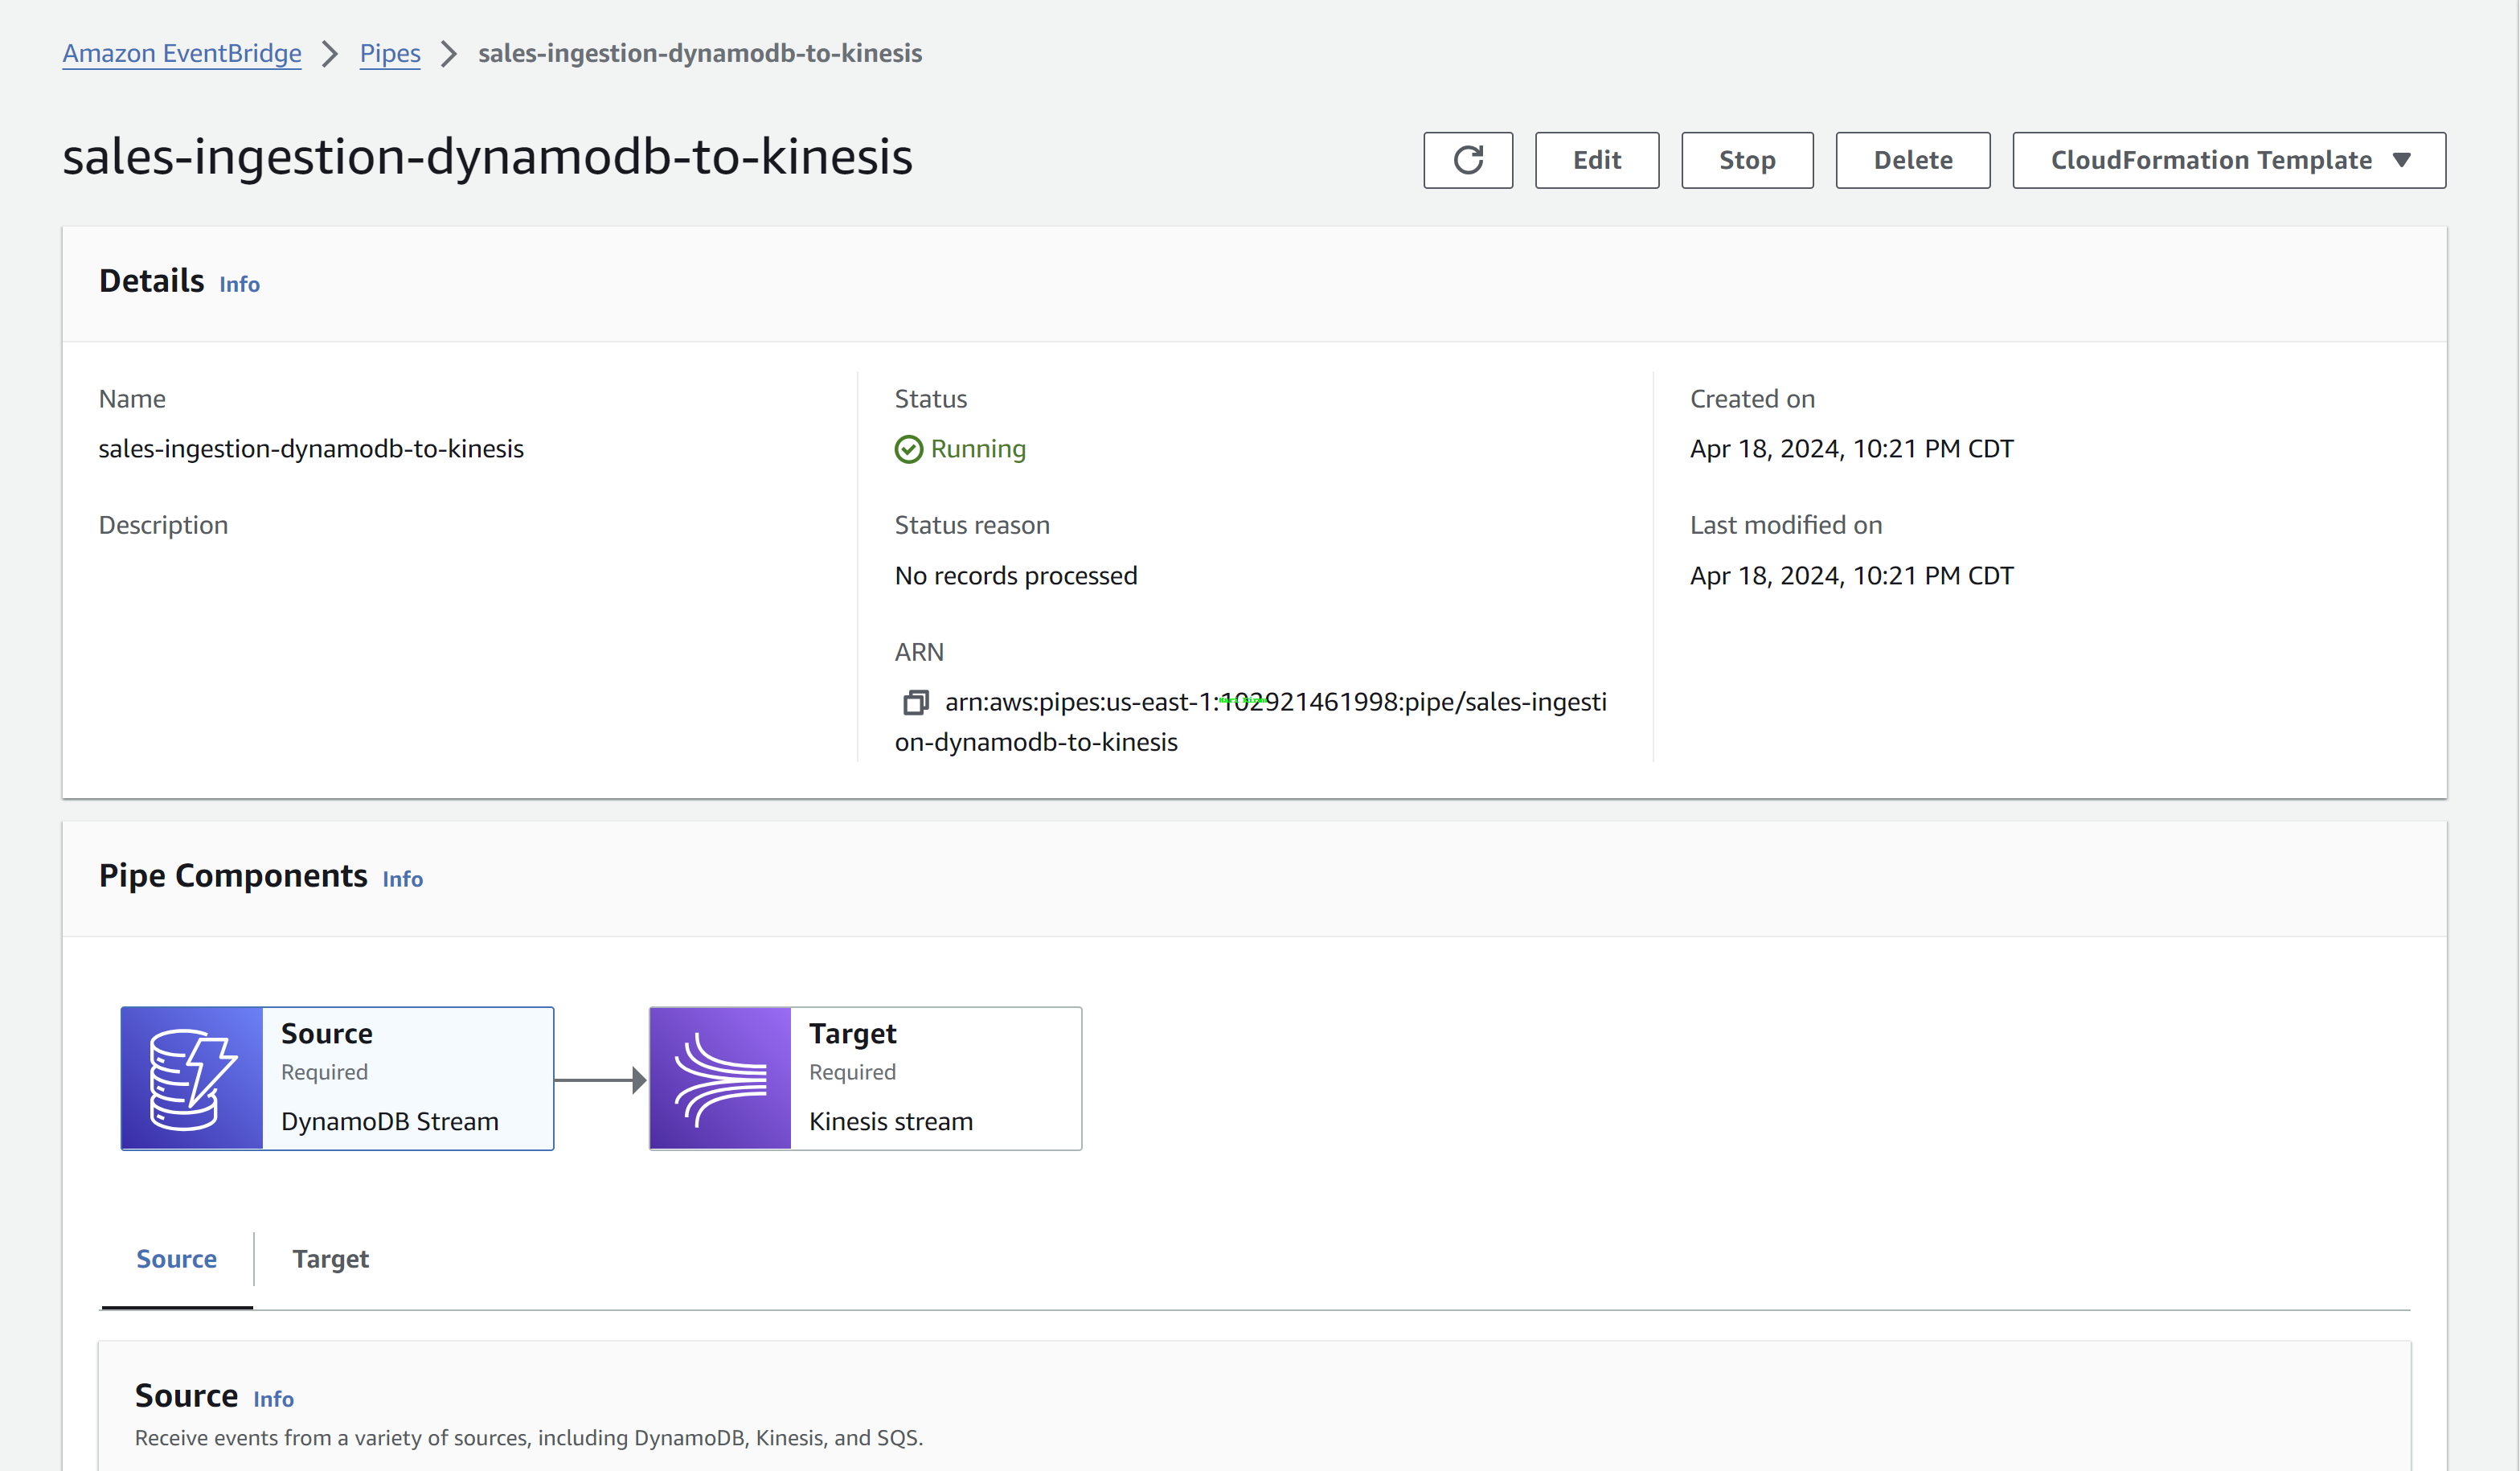 Amazon EventBridge > Pipes > sales-ingestion-dynamodb-to-kinesis
sales-ingestion-dynamodb-to-kinesis
Edit
Stop
Delete
CloudFormation Template
Details Info
Name
sales-ingestion-dynamodb-to-kinesis
Description
Status
Running
Status reason
No records processed
ARN
arn:aws:pipes:us-east-1:102921461998:pipe/sales-ingesti
on-dynamodb-to-kinesis
Created on
Apr 18, 2024, 10:21 PM CDT
Last modified on
Apr 18, 2024, 10:21 PM CDT
Pipe Components Info
Source
Required
DynamoDB Stream
Target
Required
Kinesis stream
Source
Target
Source Info
Receive events from a variety of sources, including DynamoDB, Kinesis, and SQS.